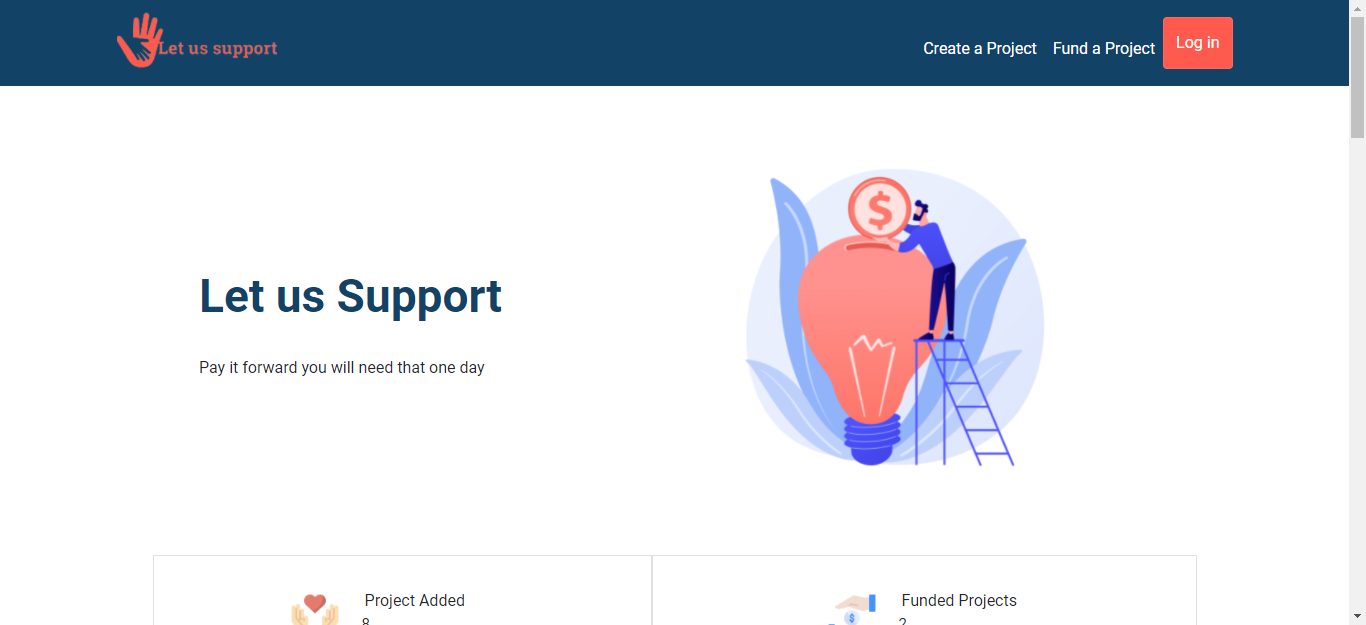 Let us support
Create a Project
Fund a Project
Log in
$
Let us Support
Pay it forward you will need that one day
Project Added
8
Funded Projects
$
2